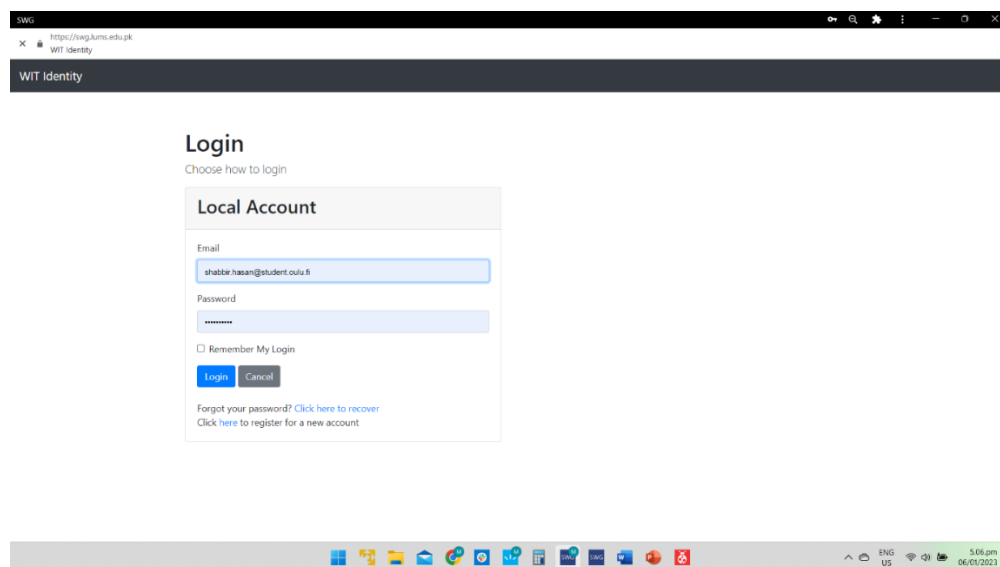 SWG
https://swg.lums.edu.pk
WIT Identity
WIT Identity
Login
Choose how to login
Local Account
Email
shabbir.hasan@student.oulu.fi
Password
••••••••••
Remember My Login
Login Cancel
Forgot your password? Click here to recover
Click here to register for a new account
ENG
US
5.06.pm
06/01/2023